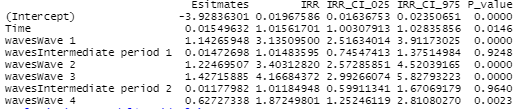 Esitmates IRR IRR_CI_025 IRR_CI_975 P_value
(Intercept) -3.92836301 0.01967586 0.01636753 0.02350651 0.0000
Time 0.01549632 1.01561701 1.00307913 1.02835856 0.0146
wavesWave 1 1.14265948 3.13509500 2.51634014 3.91173025 0.0000
wavesIntermediate period 1 0.01472698 1.01483595 0.74547413 1.37514984 0.9248
wavesWave 2 1.22469507 3.40312820 2.57285851 4.52039165 0.0000
wavesWave 3 1.42715885 4.16684372 2.99266074 5.82793223 0.0000
wavesIntermediate period 2 0.01177982 1.01184948 0.59911341 1.67069179 0.9640
wavesWave 4 0.62727338 1.87249801 1.25246119 2.81080270 0.0023